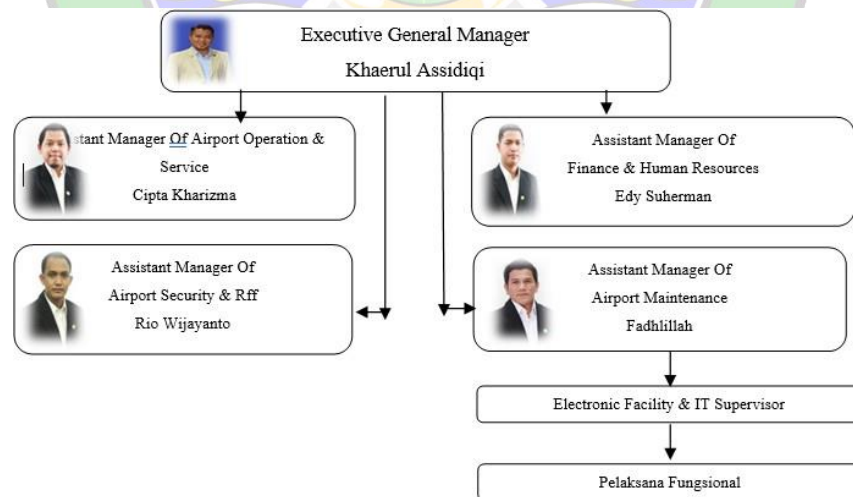 Executive General Manager
Khaerul Assidiqi
stant Manager Of Airport Operation &
Service
Cipta Kharizma
Assistant Manager Of
Finance & Human Resources
Edy Suherman
Assistant Manager Of
Airport Security & Rff
Rio Wijayanto
Assistant Manager Of
Airport Maintenance
Fadhlillah
Electronic Facility & IT Supervisor
Pelaksana Fungsional